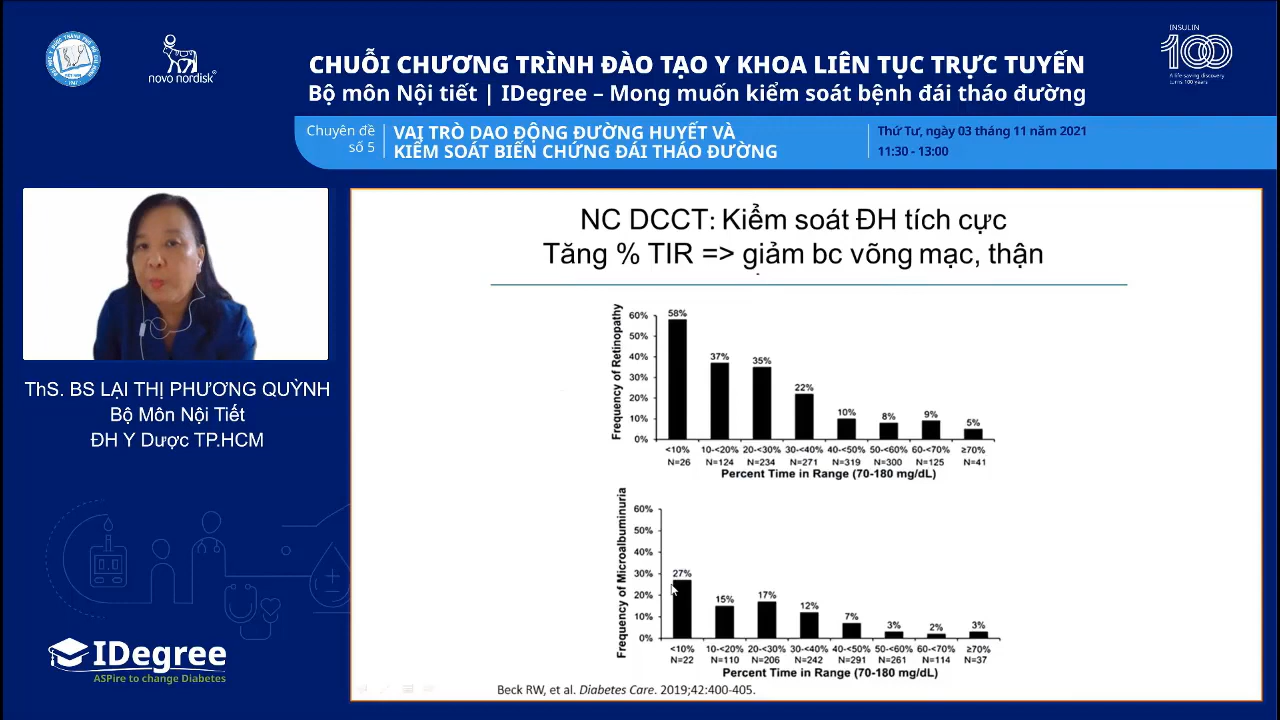 novo nordisk
INSULIN
100
A life-saving discovery
turns 100 years
CHUỖI CHƯƠNG TRÌNH ĐÀO TẠO Y KHOA LIÊN TỤC TRỰC TUYẾN
Bộ môn Nội tiết | IDegree – Mong muốn kiểm soát bệnh đái tháo đường
Chuyên đề
số 5
VAI TRÒ DAO ĐỘNG ĐƯỜNG HUYẾT VÀ
KIỂM SOÁT BIẾN CHỨNG ĐÁI THÁO ĐƯỜNG
Thứ Tư, ngày 03 tháng 11 năm 2021
11:30 - 13:00
ThS. BS LẠI THỊ PHƯƠNG QUỲNH
Bộ Môn Nội Tiết
ĐH Y Dược TP.HCM
IDegree
ASPire to change Diabetes
NC DCCT: Kiểm soát ĐH tích cực
Tăng % TIR => giảm bc võng mạc, thận
Frequency of Retinopathy
60%
50%
40%
30%
20%
10%
0%
58%
37%
35%
22%
10%
8%
9%
5%
<10% 10-<20% 20-<30% 30-<40% 40-<50% 50-<60% 60-<70% ≥70%
N=26 N=124 N=234 N=271 N=319 N=300 N=125 N=41
Percent Time in Range (70-180 mg/dL)
Frequency of Microalbuminuria
60%
50%
40%
30%
20%
10%
0%
27%
15%
17%
12%
7%
3%
2%
3%
<10% 10-<20% 20-<30% 30-<40% 40-<50% 50-<60% 60-<70% ≥70%
N=22 N=110 N=206 N=242 N=291 N=261 N=114 N=37
Percent Time in Range (70-180 mg/dL)
Beck RW, et al. Diabetes Care. 2019;42:400-405.